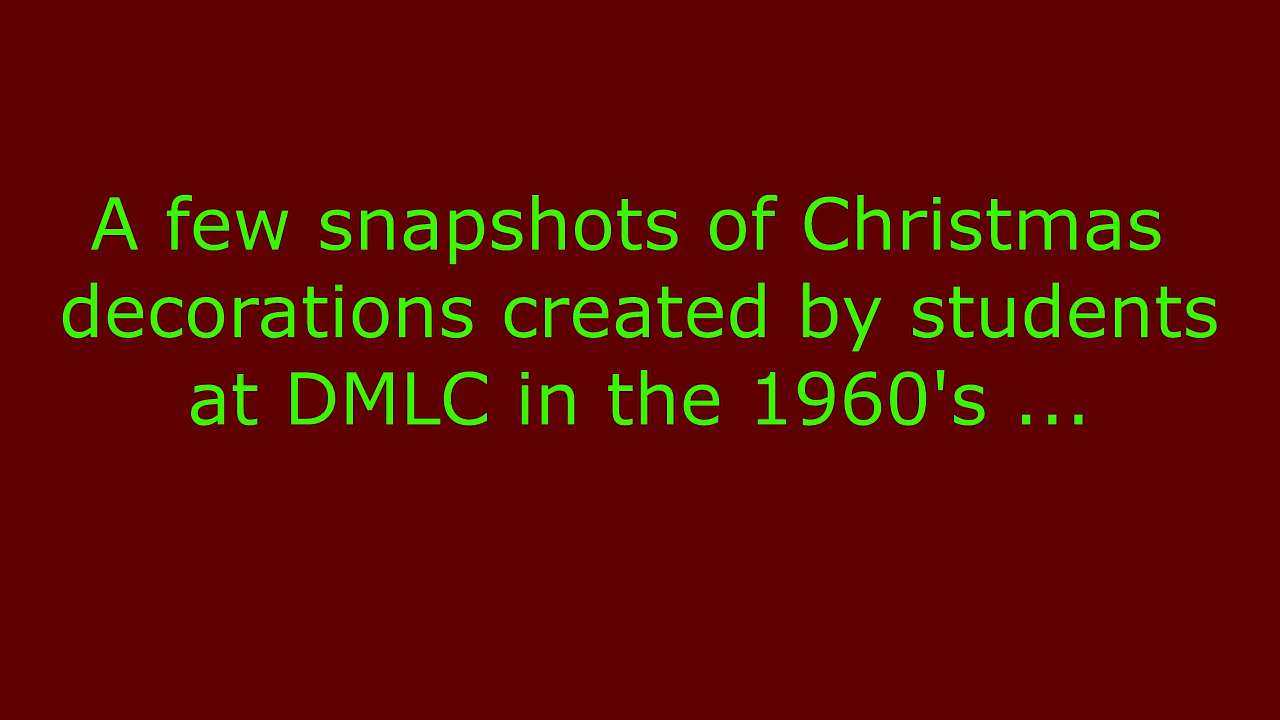 A few snapshots of Christmas
decorations created by students
at DMLC in the 1960's ...